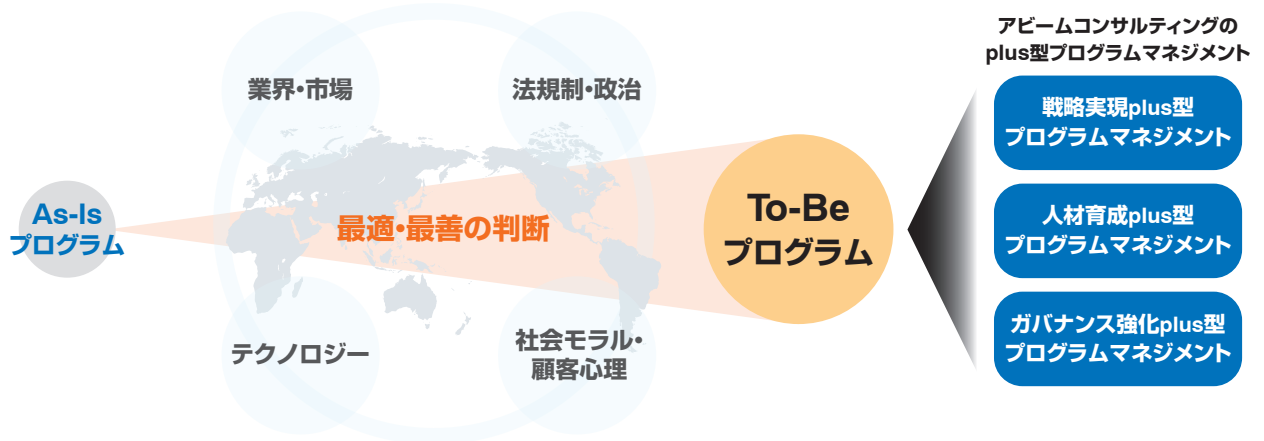 アビームコンサルティングの
plus型プログラムマネジメント
業界・市場
法規制・政治
戦略実現plus型
プログラムマネジメント
As-Is
プログラム
最適・最善の判断
To-Be
プログラム
人材育成plus型
プログラムマネジメント
テクノロジー
社会モラル・
顧客心理
ガバナンス強化plus型
プログラムマネジメント